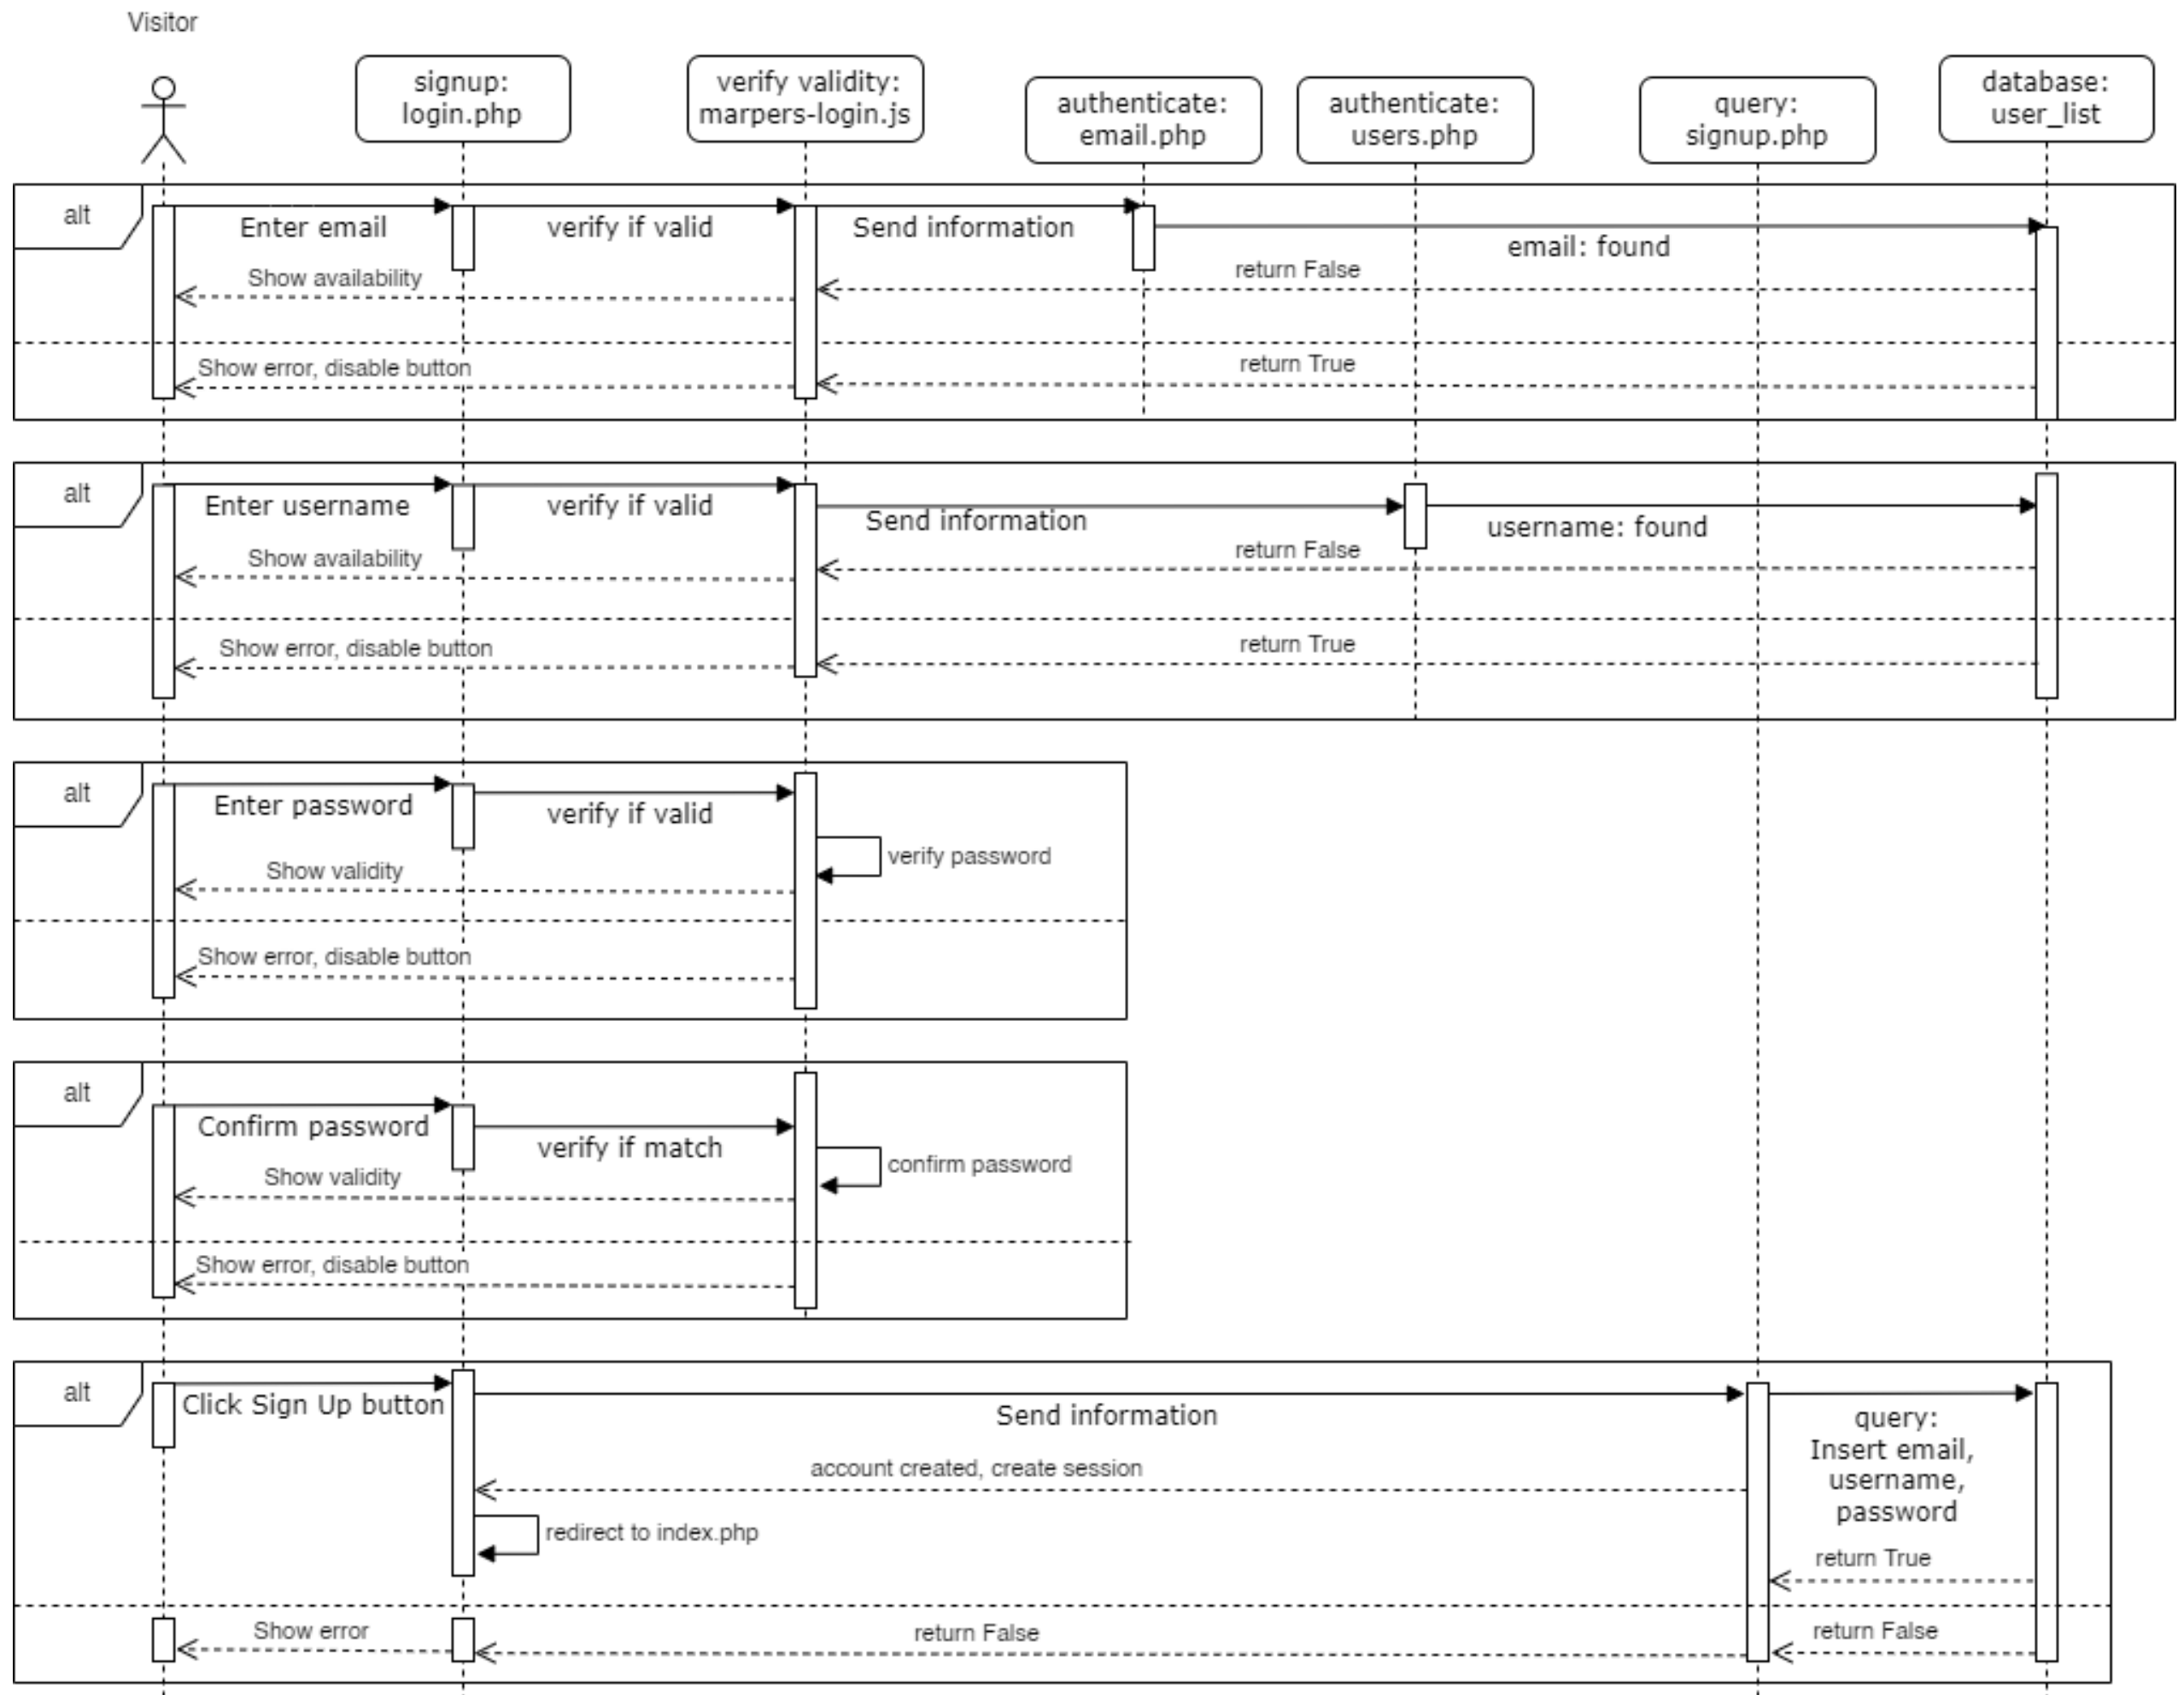 Visitor
signup:
login.php
verify validity:
marpers-login.js
authenticate:
email.php
authenticate:
users.php
query:
signup.php
database:
user_list
alt
Enter email
verify if valid
Send information
email: found
Show availability
return False
Show error, disable button
return True
alt
Enter username
verify if valid
Send information
username: found
Show availability
return False
Show error, disable button
return True
alt
Enter password
verify if valid
verify password
Show validity
Show error, disable button
alt
Confirm password
verify if match
confirm password
Show validity
Show error, disable button
alt
Click Sign Up button
Send information
query:
Insert email,
username,
password
account created, create session
redirect to index.php
return True
Show error
return False
return False